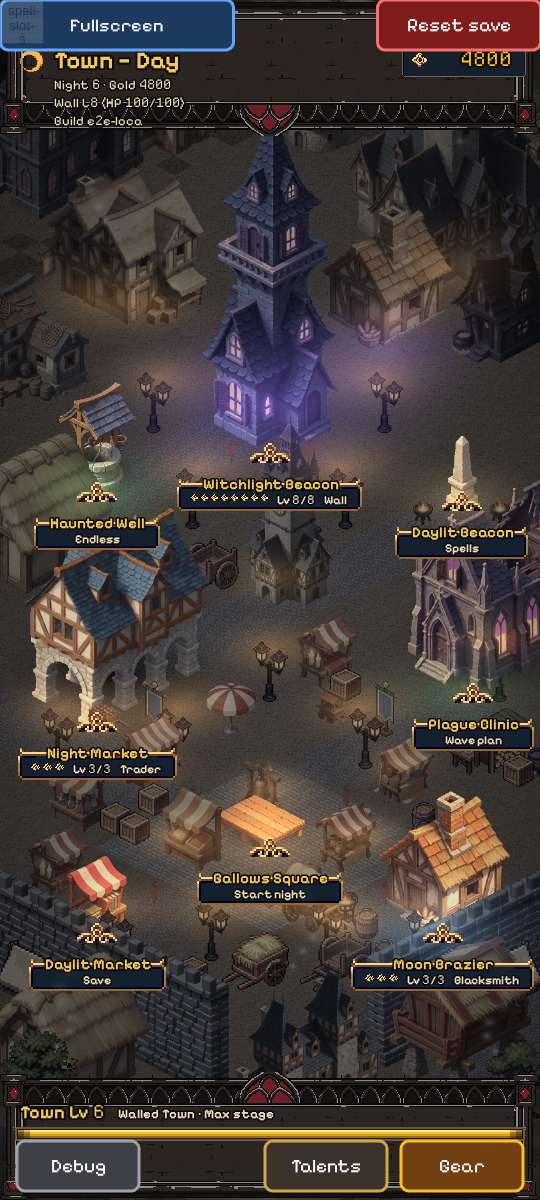 spell-
slot-
Fullscreen
Reset save
Town - Day
4800
Night 6 · Gold 4800
Wall L8 (HP 100/100)
Guild e2e-loca
Witchlight Beacon
Lv 8/8 Wall
Haunted Well
Endless
Daylit Beacon
Spells
Plague Clinic
Wave plan
Night Market
Lv 3/3 Trader
Gallows Square
Start night
Daylit Market
Save
Moon Brazier
Lv 3/3 Blacksmith
Town Lv 6
Walled Town · Max stage
Debug
Talents
Gear